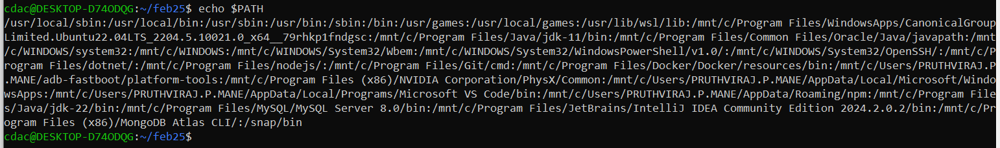 cdac@DESKTOP-D74ODQG:~/feb25$ echo $PATH
/usr/local/sbin:/usr/local/bin:/usr/sbin:/usr/bin:/sbin:/bin:/usr/games:/usr/local/games:/usr/lib/wsl/lib:/mnt/c/Program Files/WindowsApps/CanonicalGroup
Limited.Ubuntu22.04LTS_2204.5.10021.0_x64__79rhkp1fndgsc:/mnt/c/Program Files/Java/jdk-11/bin:/mnt/c/Program Files/Common Files/Oracle/Java/javapath:/mnt
/c/WINDOWS/system32:/mnt/c/WINDOWS:/mnt/c/WINDOWS/System32/Wbem:/mnt/c/WINDOWS/System32/WindowsPowerShell/v1.0/:/mnt/c/WINDOWS/System32/OpenSSH/:/mnt/c/P
rogram Files/dotnet/:/mnt/c/Program Files/nodejs/:/mnt/c/Program Files/Git/cmd:/mnt/c/Program Files/Docker/Docker/resources/bin:/mnt/c/Users/PRUTHVIRAJ.P
.MANE/adb-fastboot/platform-tools:/mnt/c/Program Files (x86)/NVIDIA Corporation/PhysX/Common:/mnt/c/Users/PRUTHVIRAJ.P.MANE/AppData/Local/Microsoft/Windo
wsApps:/mnt/c/Users/PRUTHVIRAJ.P.MANE/AppData/Local/Programs/Microsoft VS Code/bin:/mnt/c/Users/PRUTHVIRAJ.P.MANE/AppData/Roaming/npm:/mnt/c/Program File
s/Java/jdk-22/bin:/mnt/c/Program Files/MySQL/MySQL Server 8.0/bin:/mnt/c/Program Files/JetBrains/IntelliJ IDEA Community Edition 2024.2.0.2/bin:/mnt/c/Pr
ogram Files (x86)/MongoDB Atlas CLI/:/snap/bin
cdac@DESKTOP-D74ODQG:~/feb25$